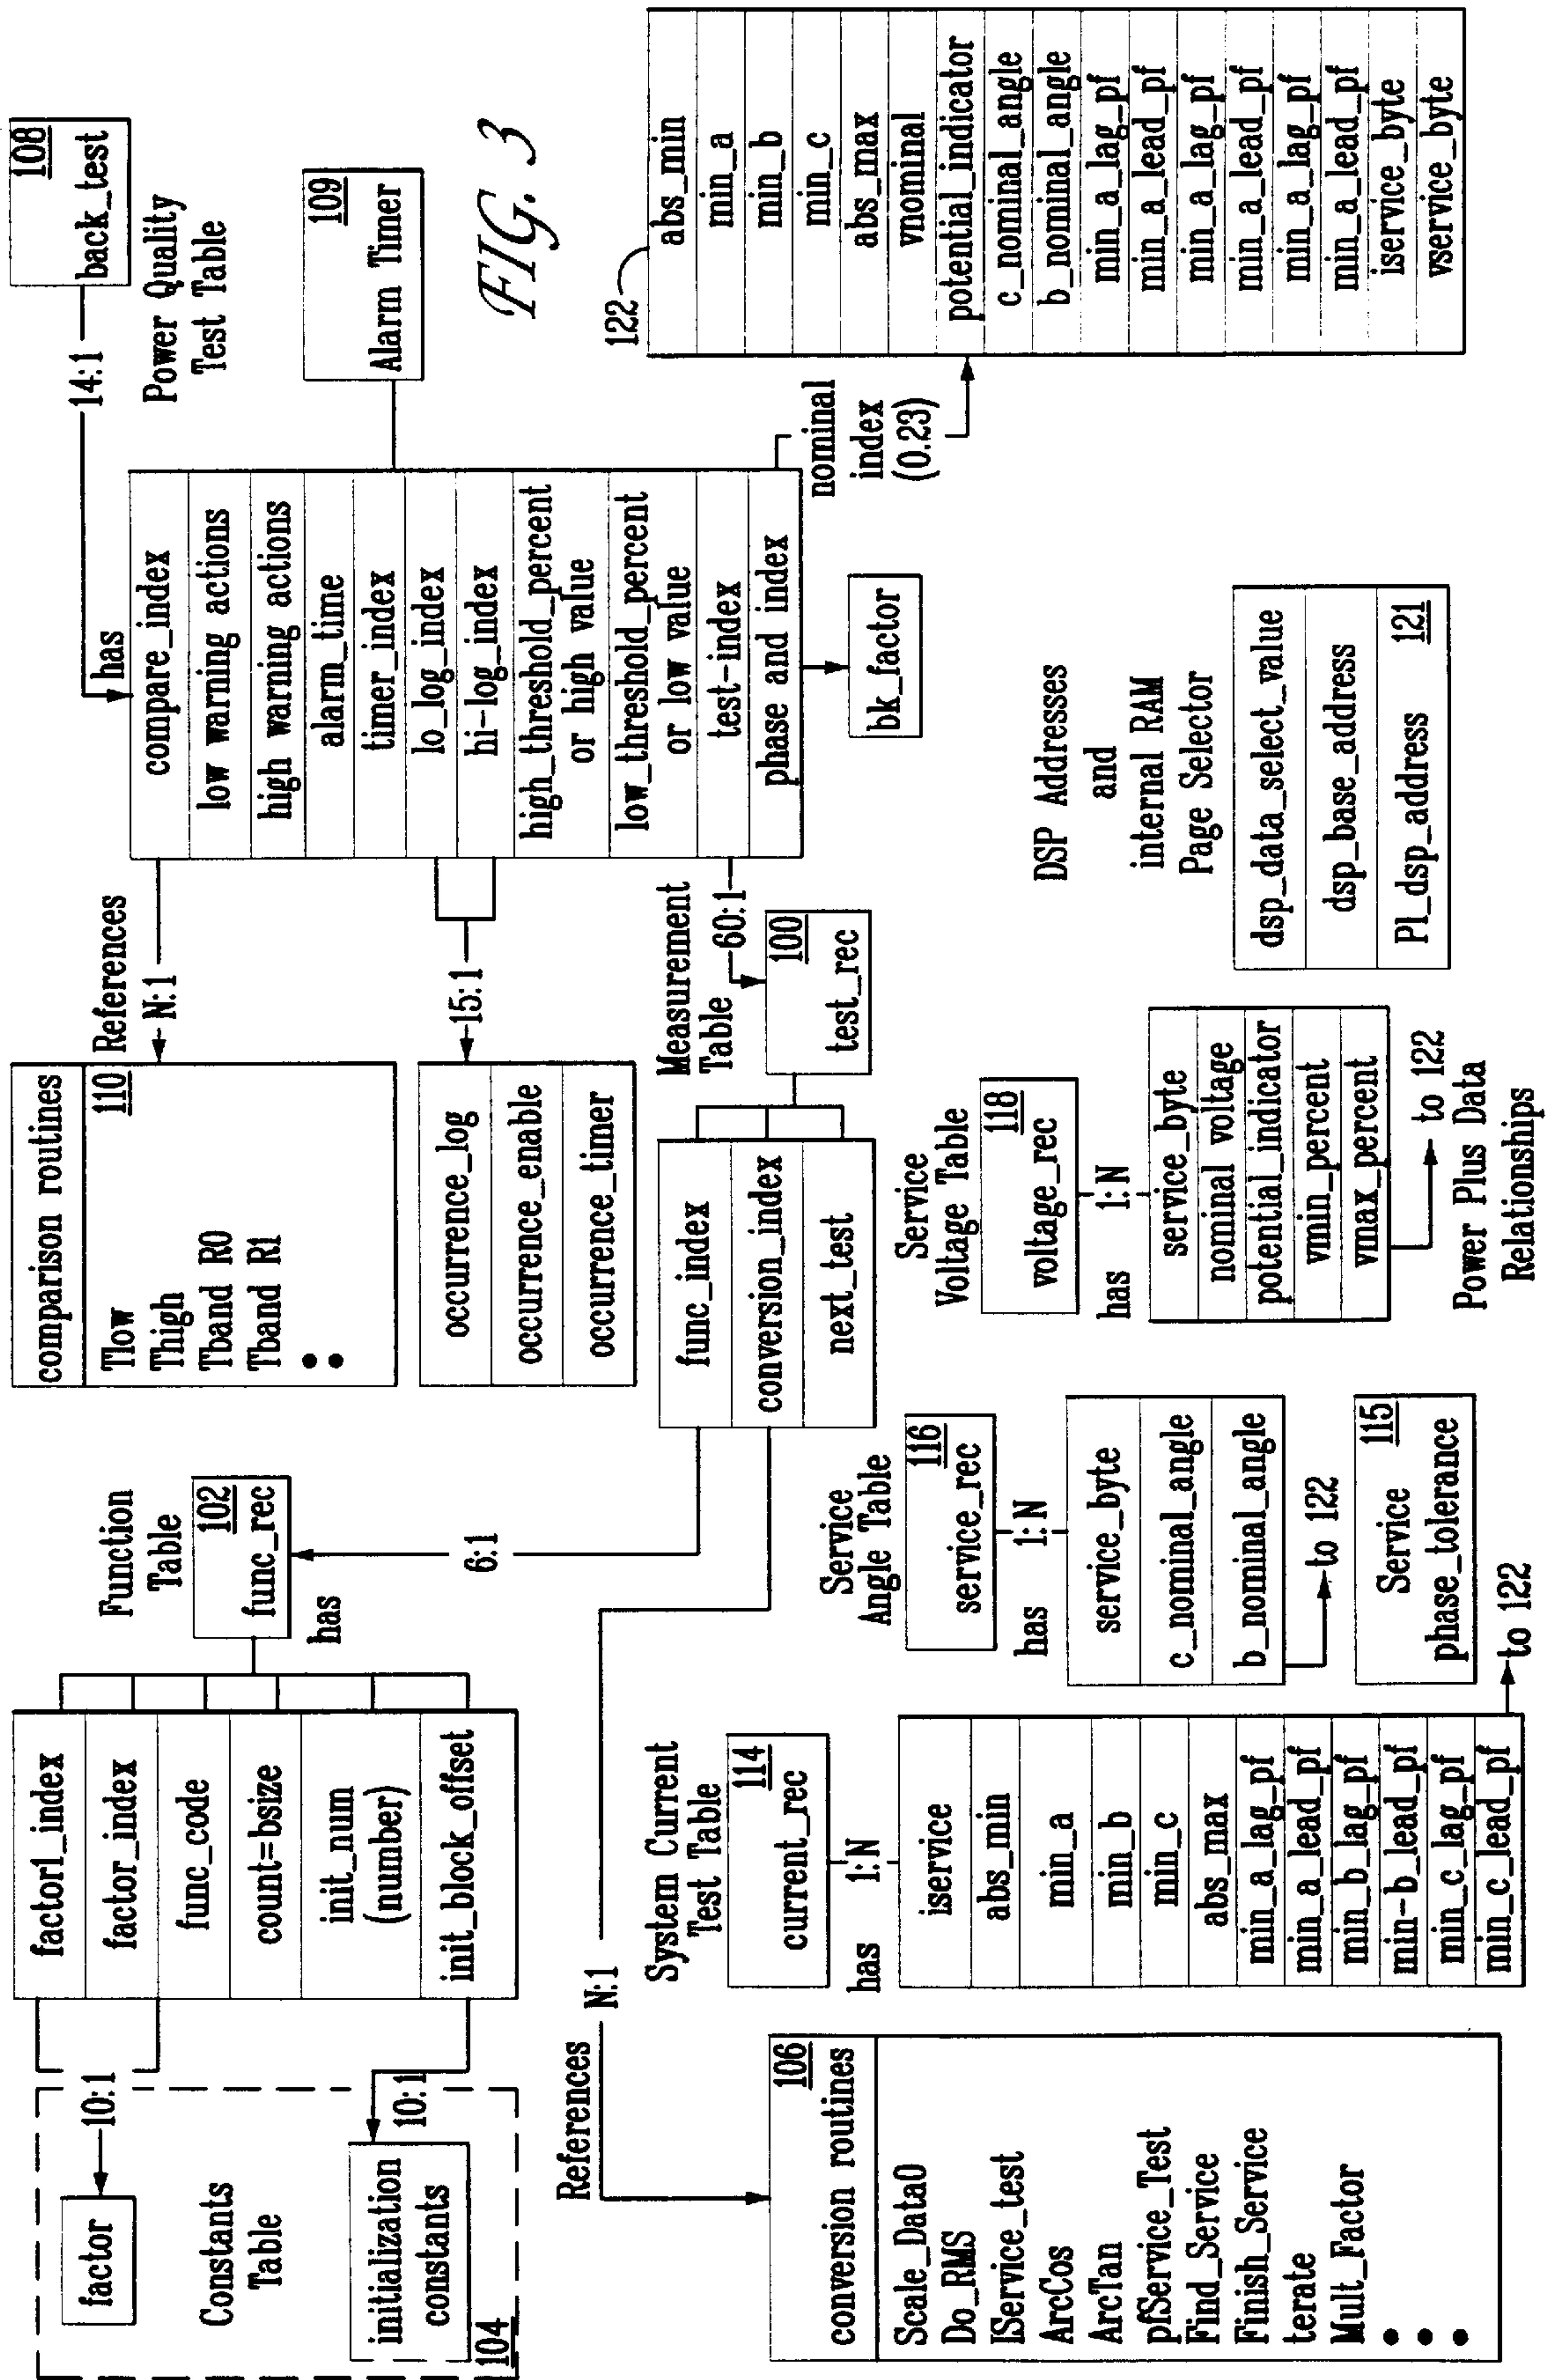 factor
Constants
Table
initialization
constants
104
10:1
10:1
factor1_index
factor_index
func_code
count=bsize
init_num
(number)
init_block_offset
Function
Table
102
func_rec
has
6:1
comparison routines
110
Tlow
Thigh
Tband R0
Tband R1
References
N:1
occurrence_log
occurrence_enable
occurrence_timer
15:1
has
compare_index
low warning actions
high warning actions
alarm_time
timer_index
lo_log_index
hi-log_index
high_threshold_percent
or high value
low_threshold_percent
or low value
test-index
phase and index
14:1
108
back_test
Power Quality
Test Table
109
Alarm Timer
FIG. 3
bk_factor
nominal
index
(0.23)
Measurement
Table
60:1
100
test_rec
func_index
conversion_index
next_test
References
N:1
106
conversion routines
Scale_Data0
Do_RMS
IService_test
ArcCos
ArcTan
pfService_Test
Find_Service
Finish_Service
terate
Mult_Factor
System Current
Test Table
114
current_rec
has
1:N
iservice
abs_min
min_a
min_b
min_c
abs_max
min_a_lag_pf
min_a_lead_pf
min_b_lag_pf
min-b_lead_pf
min_c_lag_pf
min_c_lead_pf
to 122
Service
Angle Table
116
service_rec
has
1:N
service_byte
c_nominal_angle
b_nominal_angle
to 122
115
Service
phase_tolerance
Service
Voltage Table
118
voltage_rec
has
1:N
service_byte
nominal voltage
potential_indicator
vmin_percent
vmax_percent
to 122
Power Plus Data
Relationships
DSP Addresses
and
internal RAM
Page Selector
dsp_data_select_value
dsp_base_address
P1_dsp_address
121
122
abs_min
min_a
min_b
min_c
abs_max
vnominal
potential_indicator
c_nominal_angle
b_nominal_angle
min_a_lag_pf
min_a_lead_pf
min_a_lag_pf
min_a_lead_pf
min_a_lag_pf
min_a_lead_pf
iservice_byte
vservice_byte